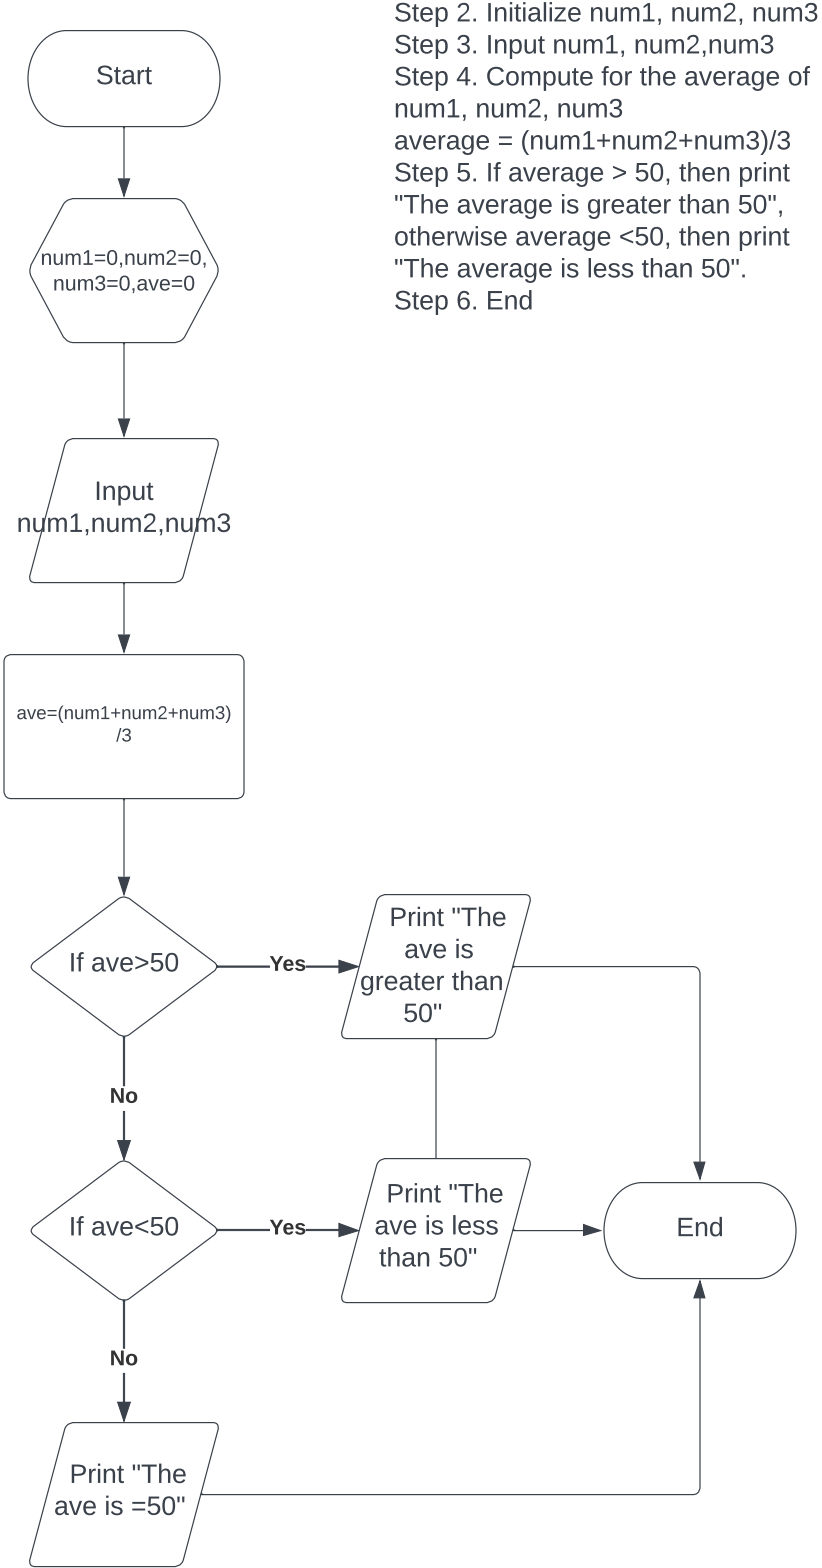 Step 2. Initialize num1, num2, num3
Step 3. Input num1, num2,num3
Step 4. Compute for the average of
num1, num2, num3
average = (num1+num2+num3)/3
Step 5. If average > 50, then print
"The average is greater than 50",
otherwise average <50, then print
"The average is less than 50".
Step 6. End
Start
num1=0,num2=0,
num3=0,ave=0
Input
num1,num2,num3
ave=(num1+num2+num3)
/3
If ave>50
Yes
Print "The
ave is
greater than
50"
No
If ave<50
Yes
Print "The
ave is less
than 50"
End
No
Print "The
ave is =50"